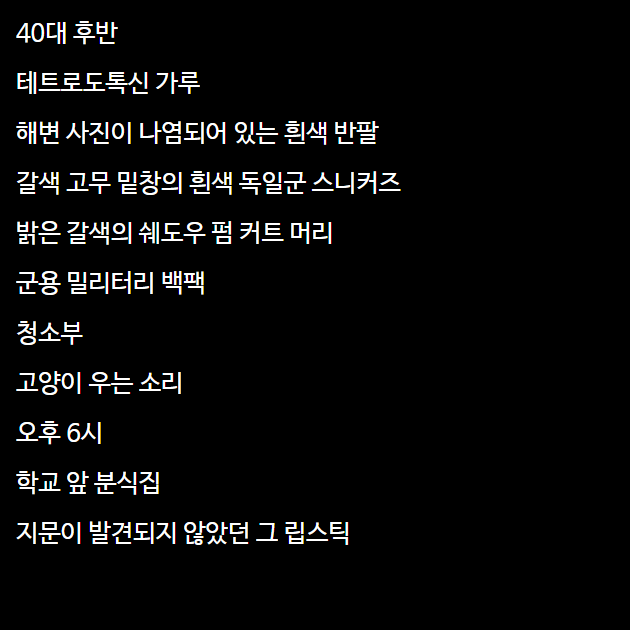 40대 후반
테트로도톡신 가루
해변 사진이 나염되어 있는 흰색 반팔
갈색 고무 밑창의 흰색 독일군 스니커즈
밝은 갈색의 쉐도우 펌 커트 머리
군용 밀리터리 백팩
청소부
고양이 우는 소리
오후 6시
학교 앞 분식집
지문이 발견되지 않았던 그 립스틱